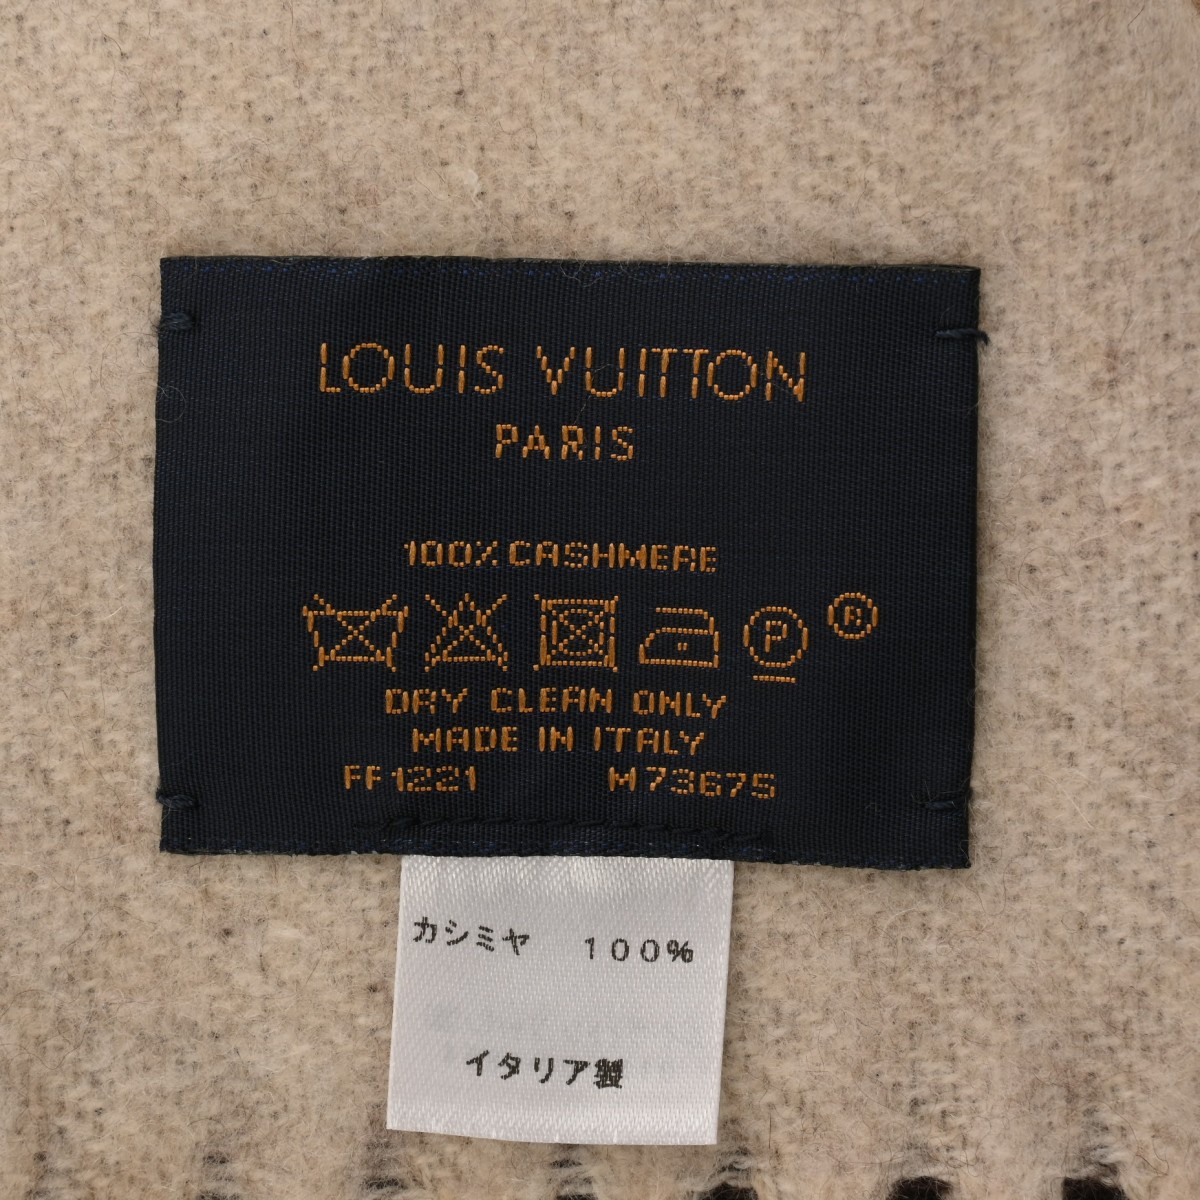 LOUIS VUITTON
PARIS
100% CASHMERE
P ®
DRY CLEAN ONLY
MADE IN ITALY
FF1221 M73675
カシミヤ 100%
イタリア製